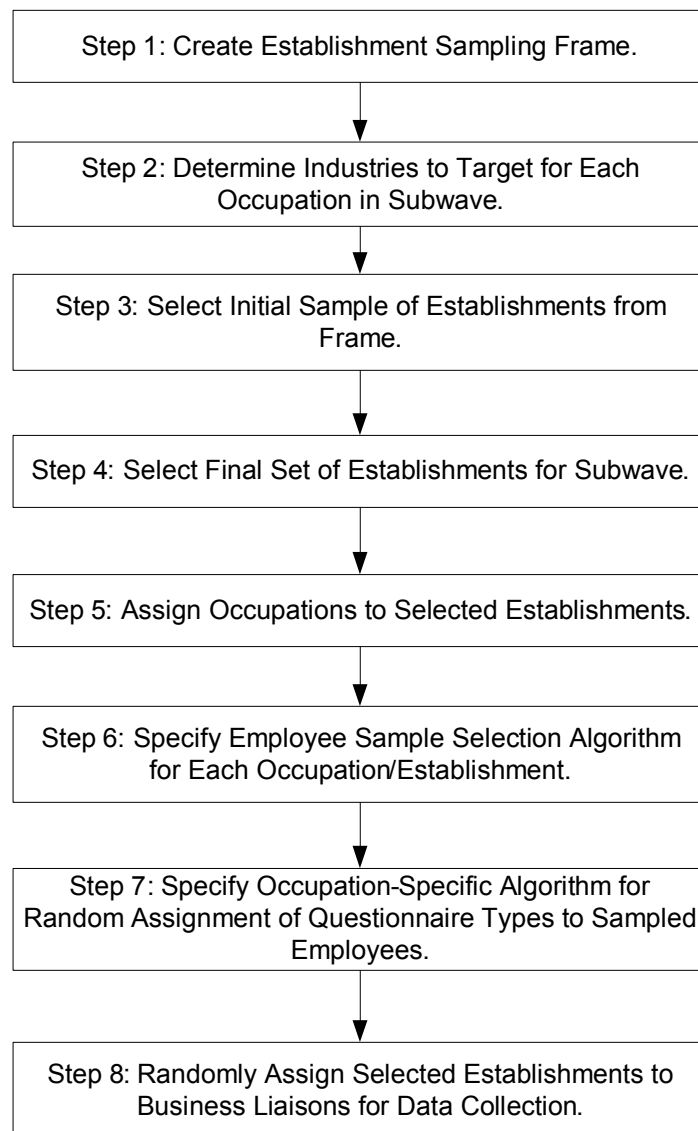 Step 1: Create Establishment Sampling Frame.
Step 2: Determine Industries to Target for Each
Occupation in Subwave.
Step 3: Select Initial Sample of Establishments from
Frame.
Step 4: Select Final Set of Establishments for Subwave.
Step 5: Assign Occupations to Selected Establishments.
Step 6: Specify Employee Sample Selection Algorithm
for Each Occupation/Establishment.
Step 7: Specify Occupation-Specific Algorithm for
Random Assignment of Questionnaire Types to Sampled
Employees.
Step 8: Randomly Assign Selected Establishments to
Business Liaisons for Data Collection.